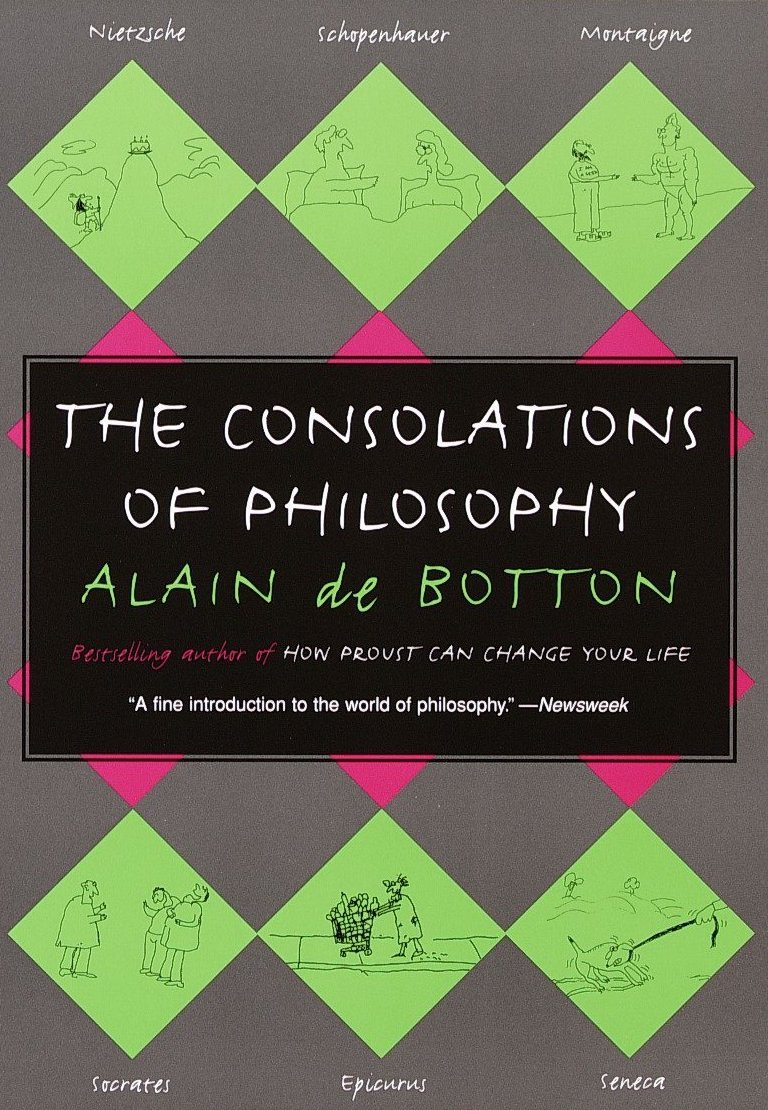 Nietzsche Schopenhauer Montaigne
I AM
THE CONSOLATIONS
OF PHILOSOPHY
ALAIN de BOTTON
Bestselling author of HOW PROUST CAN CHANGE YOUR LIFE
“A fine introduction to the world of philosophy.” —Newsweek
Socrates Epicurus Seneca